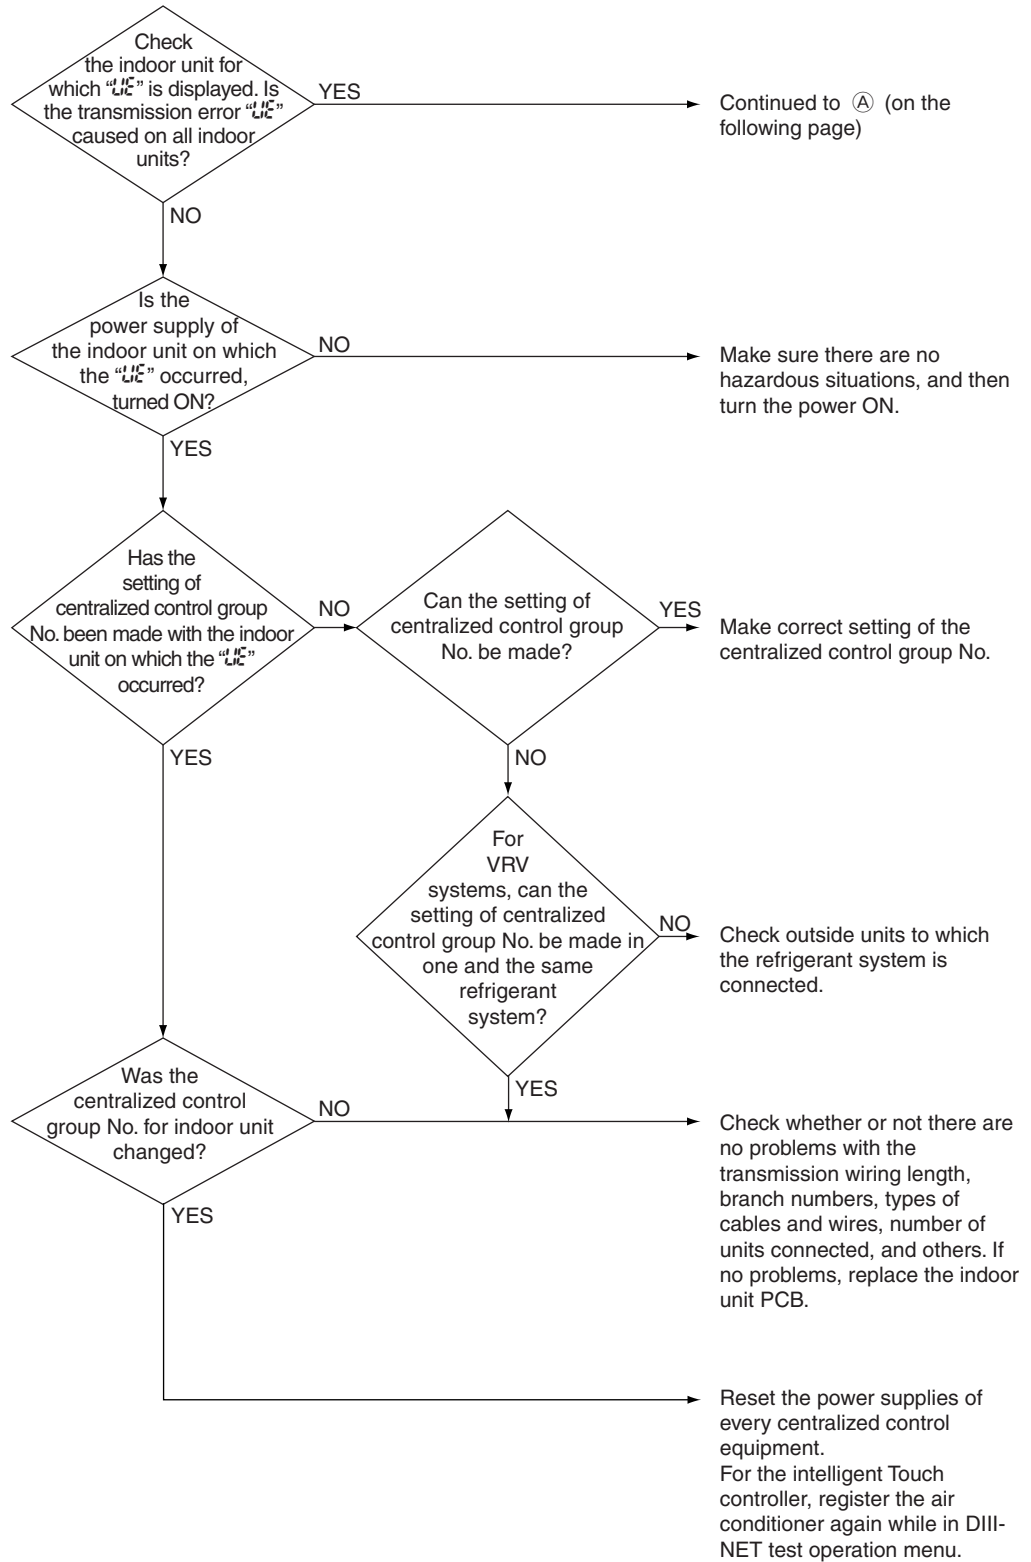 Check
the indoor unit for
which “UE” is displayed. Is
the transmission error “UE”
caused on all indoor
units?
YES
Continued to Ⓐ (on the
following page)
NO
Is the
power supply of
the indoor unit on which
the “UE” occurred,
turned ON?
NO
Make sure there are no
hazardous situations, and then
turn the power ON.
YES
Has the
setting of
centralized control group
No. been made with the indoor
unit on which the “UE”
occurred?
NO
Can the setting of
centralized control group
No. be made?
YES
Make correct setting of the
centralized control group No.
YES
NO
For
VRV
systems, can the
setting of centralized
control group No. be made in
one and the same
refrigerant
system?
NO
Check outside units to which
the refrigerant system is
connected.
YES
Was the
centralized control
group No. for indoor unit
changed?
NO
Check whether or not there are
no problems with the
transmission wiring length,
branch numbers, types of
cables and wires, number of
units connected, and others. If
no problems, replace the indoor
unit PCB.
YES
Reset the power supplies of
every centralized control
equipment.
For the intelligent Touch
controller, register the air
conditioner again while in DIII-
NET test operation menu.